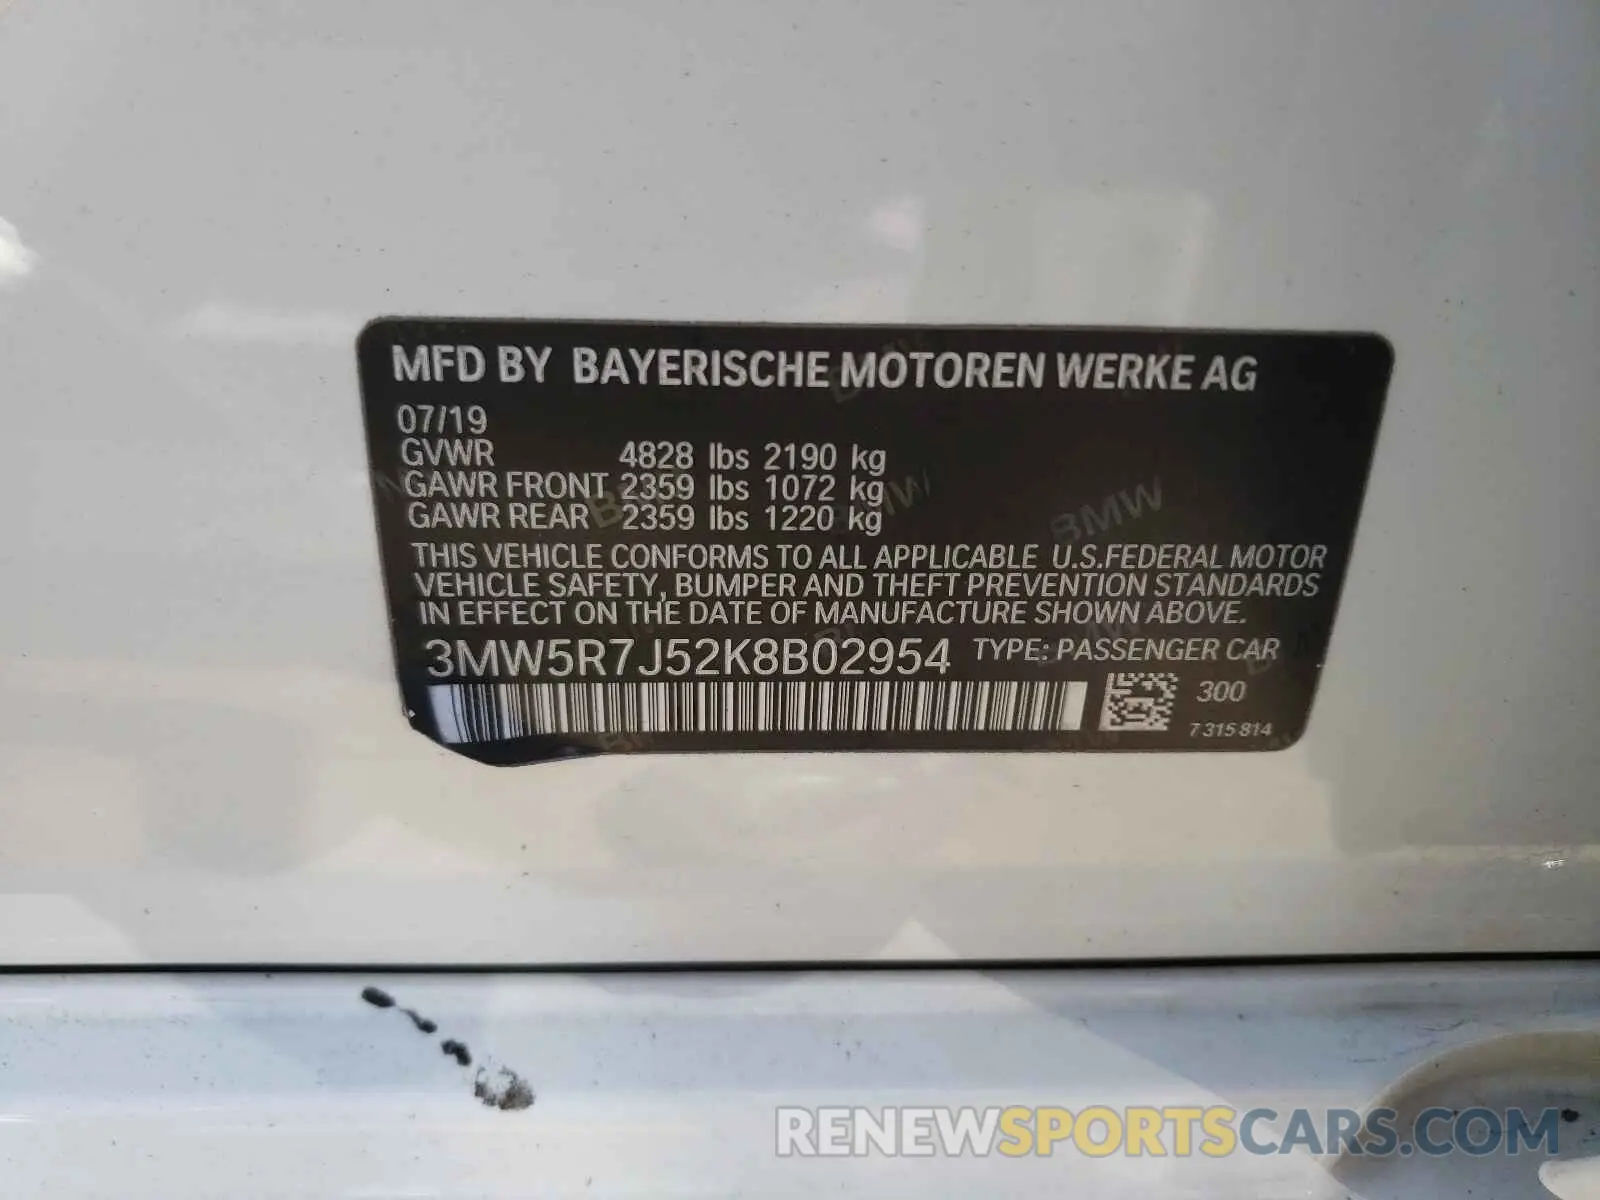 MFD BY BAYERISCHE MOTOREN WERKE AG
07/19
GVWR 4828 lbs 2190 kg
GAWR FRONT 2359 lbs 1072 kg
GAWR REAR 2359 lbs 1220 kg
THIS VEHICLE CONFORMS TO ALL APPLICABLE U.S.FEDERAL MOTOR
VEHICLE SAFETY, BUMPER AND THEFT PREVENTION STANDARDS
IN EFFECT ON THE DATE OF MANUFACTURE SHOWN ABOVE.
3MW5R7J52K8B02954 TYPE: PASSENGER CAR
300
7 315 814
RENEWSPORTSCARS.COM